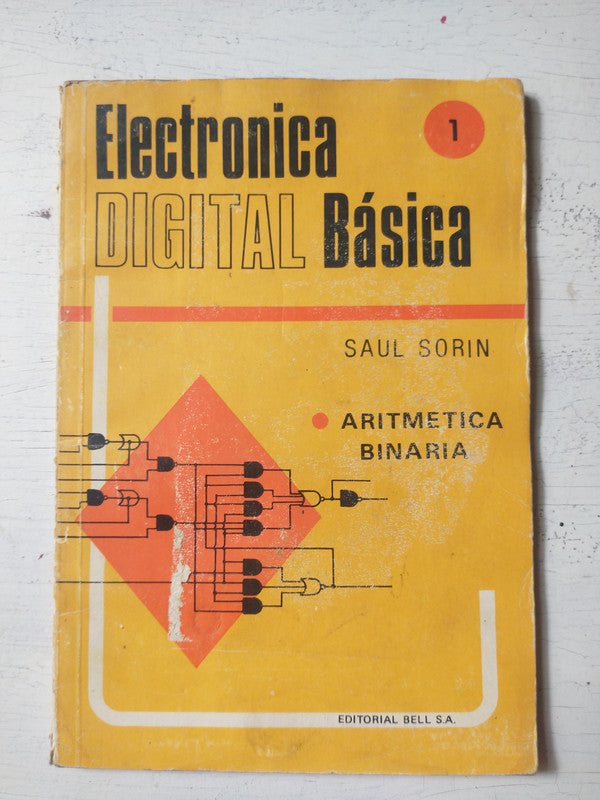 Electronica
1
DIGITAL Básica
SAUL SORIN
ARITMETICA
BINARIA
EDITORIAL BELL S.A.